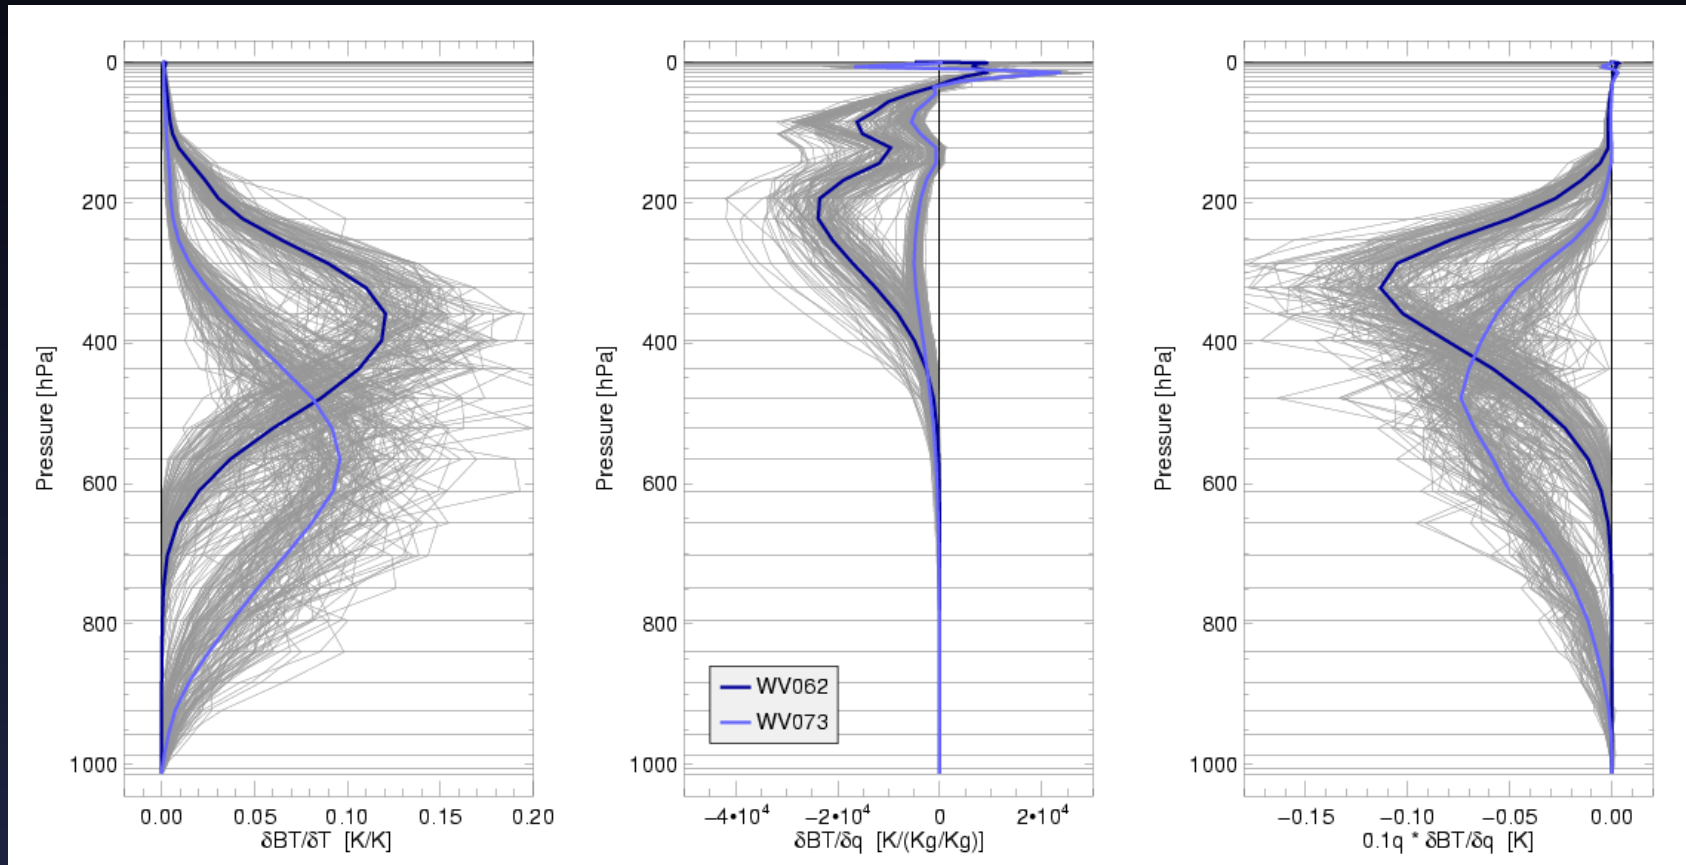 0
200
400
600
800
1000
Pressure [hPa]
0.00 0.05 0.10 0.15 0.20
δBT/δT [K/K]
0
200
400
600
800
1000
Pressure [hPa]
WV062
WV073
−4•10⁴ −2•10⁴ 0 2•10⁴
δBT/δq [K/(Kg/Kg)]
0
200
400
600
800
1000
Pressure [hPa]
−0.15 −0.10 −0.05 0.00
0.1q * δBT/δq [K]